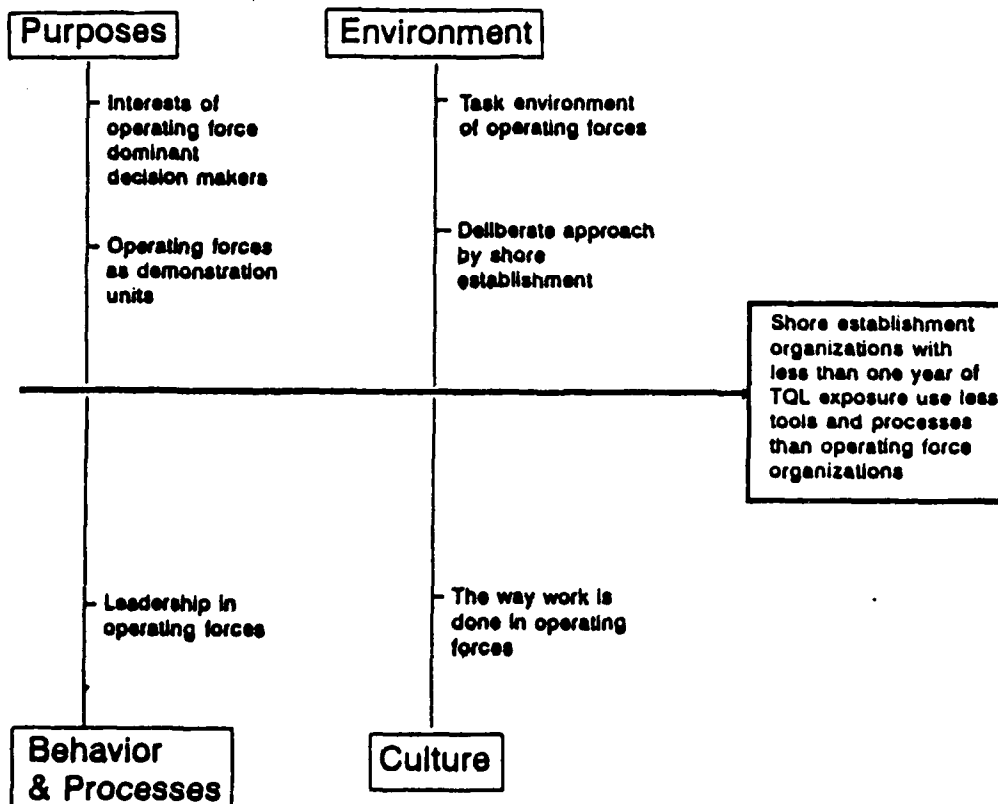 Purposes
Environment
Interests of
operating force
dominant
decision makers
Operating forces
as demonstration
units
Task environment
of operating forces
Deliberate approach
by shore
establishment
Shore establishment
organizations with
less than one year of
TQL exposure use less
tools and processes
than operating force
organizations
Leadership in
operating forces
The way work is
done in operating
forces
Behavior
& Processes
Culture